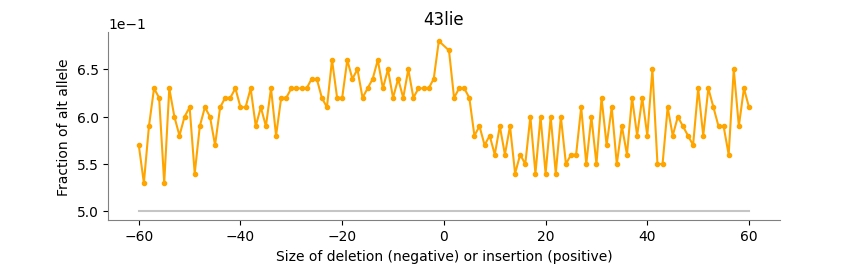 43lie
1e−1
6.5
6.0
5.5
5.0
Fraction of alt allele
−60 −40 −20 0 20 40 60
Size of deletion (negative) or insertion (positive)